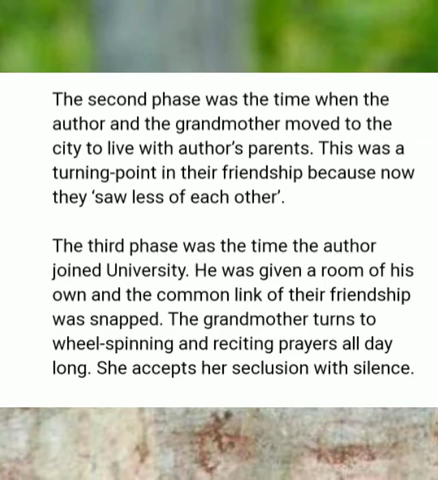 The second phase was the time when the
author and the grandmother moved to the
city to live with author's parents. This was a
turning-point in their friendship because now
they 'saw less of each other'.
The third phase was the time the author
joined University. He was given a room of his
own and the common link of their friendship
was snapped. The grandmother turns to
wheel-spinning and reciting prayers all day
long. She accepts her seclusion with silence.